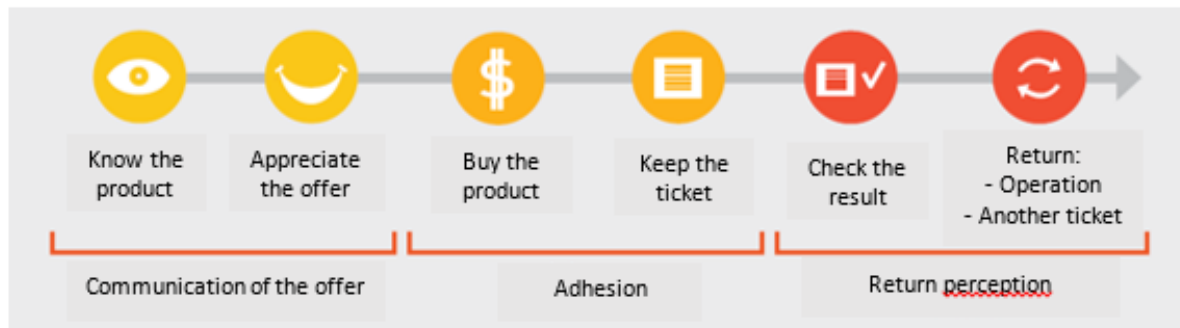 Know the
product
Appreciate
the offer
Buy the
product
Keep the
ticket
Check the
result
Return:
- Operation
- Another ticket
Communication of the offer
Adhesion
Return perception